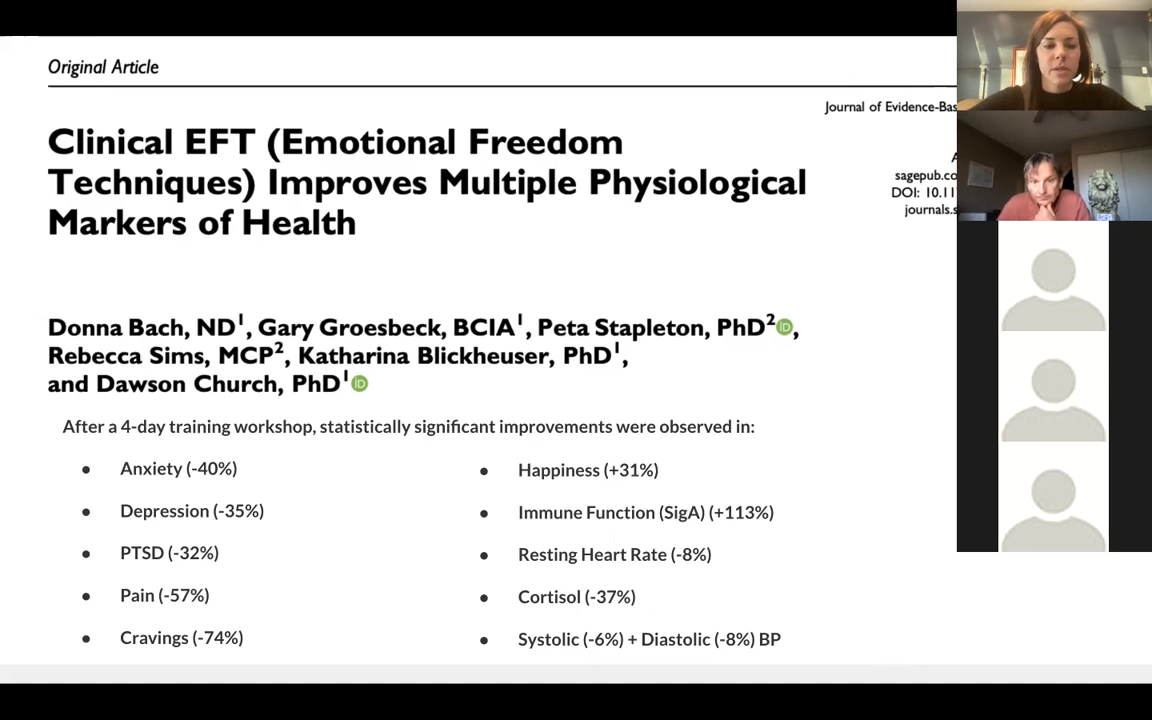 Original Article
Journal of Evidence-Bas
Clinical EFT (Emotional Freedom
Techniques) Improves Multiple Physiological
Markers of Health
sagepub.co
DOI: 10.11
journals.s
Donna Bach, ND1, Gary Groesbeck, BCIA1, Peta Stapleton, PhD2 iD,
Rebecca Sims, MCP2, Katharina Blickheuser, PhD1,
and Dawson Church, PhD1 iD
After a 4-day training workshop, statistically significant improvements were observed in:
● Anxiety (-40%)
● Depression (-35%)
● PTSD (-32%)
● Pain (-57%)
● Cravings (-74%)
● Happiness (+31%)
● Immune Function (SigA) (+113%)
● Resting Heart Rate (-8%)
● Cortisol (-37%)
● Systolic (-6%) + Diastolic (-8%) BP